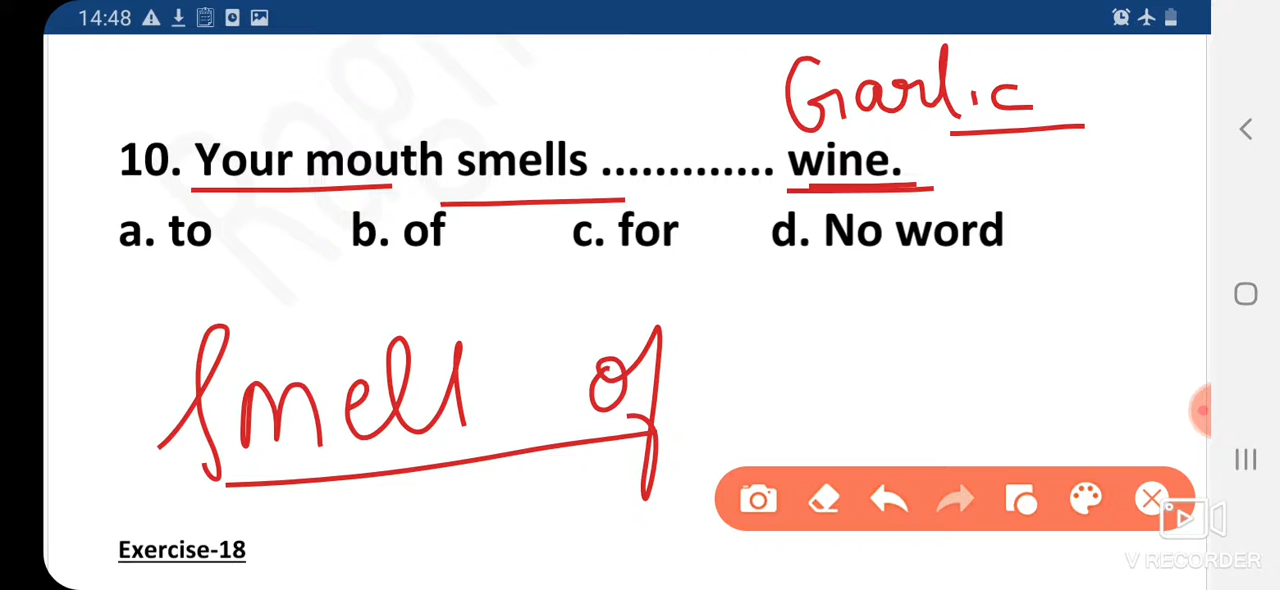 14:48
Garlic
10. Your mouth smells ............. wine.
a. to b. of c. for d. No word
Smell of
Exercise-18
V RECORDER